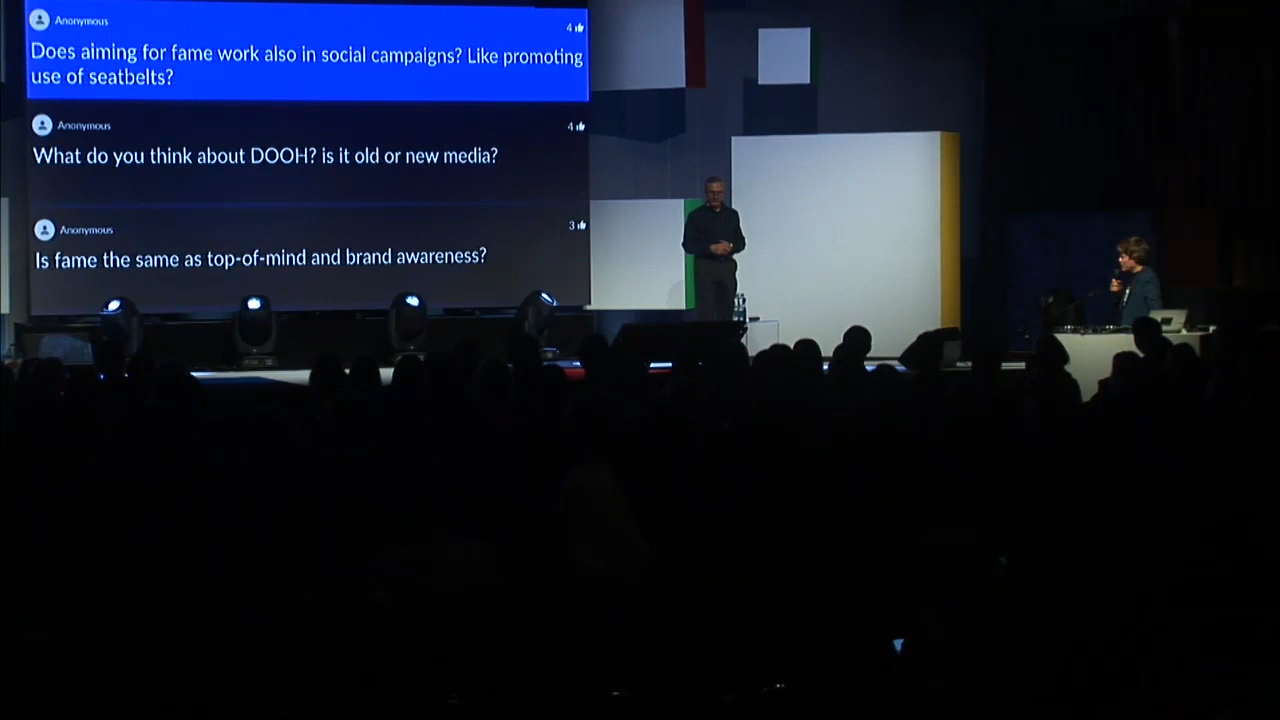 Anonymous
4
Does aiming for fame work also in social campaigns? Like promoting
use of seatbelts?
Anonymous
4
What do you think about DOOH? is it old or new media?
Anonymous
3
Is fame the same as top-of-mind and brand awareness?